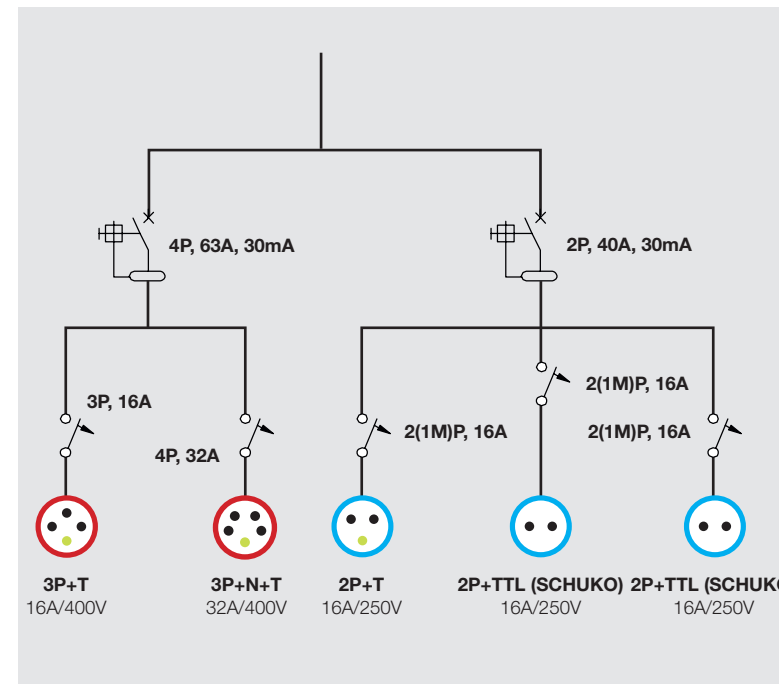 4P, 63A, 30mA
2P, 40A, 30mA
3P, 16A
4P, 32A
2(1M)P, 16A
2(1M)P, 16A
2(1M)P, 16A
3P+T
16A/400V
3P+N+T
32A/400V
2P+T
16A/250V
2P+TTL (SCHUKO)
16A/250V
2P+TTL (SCHUK
16A/250V